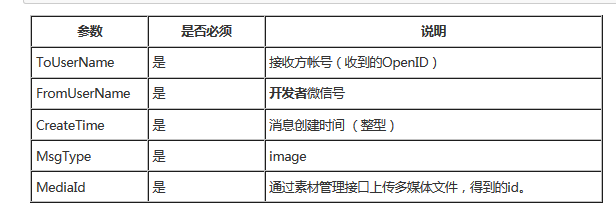 参数 是否必须 说明
ToUserName 是 接收方帐号（收到的OpenID）
FromUserName 是 开发者微信号
CreateTime 是 消息创建时间 （整型）
MsgType 是 image
MediaId 是 通过素材管理接口上传多媒体文件，得到的id。